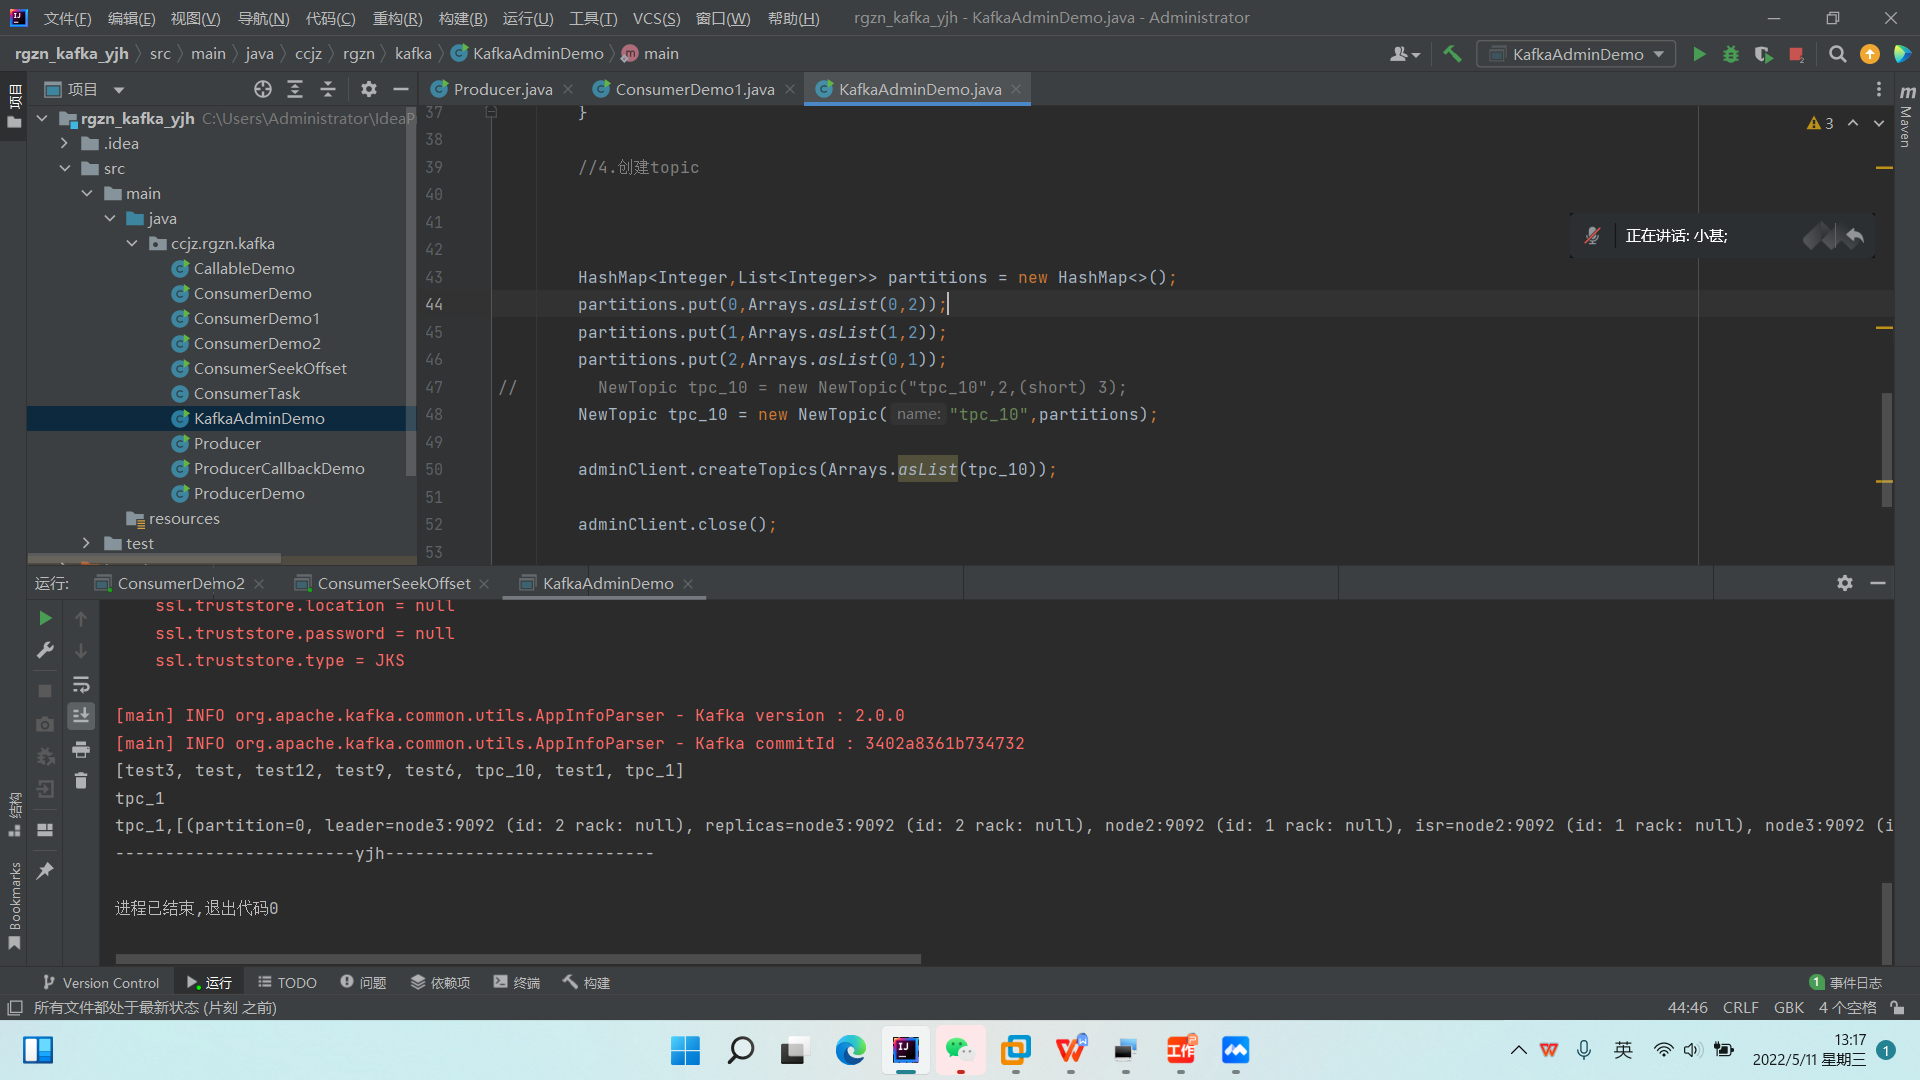 文件(F) 编辑(E) 视图(V) 导航(N) 代码(C) 重构(R) 构建(B) 运行(U) 工具(T) VCS(S) 窗口(W) 帮助(H) rgzn_kafka_yjh - KafkaAdminDemo.java - Administrator
rgzn_kafka_yjh src main java ccjz rgzn kafka KafkaAdminDemo main KafkaAdminDemo
项目 Producer.java ConsumerDemo1.java KafkaAdminDemo.java
项目
Maven
rgzn_kafka_yjh C:\Users\Administrator\IdeaP
.idea
src
main
java
ccjz.rgzn.kafka
CallableDemo
ConsumerDemo
ConsumerDemo1
ConsumerDemo2
ConsumerSeekOffset
ConsumerTask
KafkaAdminDemo
Producer
ProducerCallbackDemo
ProducerDemo
resources
test
3
37 }
38
39 //4.创建topic
40
41
42
43 HashMap<Integer,List<Integer>> partitions = new HashMap<>();
44 partitions.put(0,Arrays.asList(0,2));
45 partitions.put(1,Arrays.asList(1,2));
46 partitions.put(2,Arrays.asList(0,1));
47 // NewTopic tpc_10 = new NewTopic("tpc_10",2,(short) 3);
48 NewTopic tpc_10 = new NewTopic( name: "tpc_10",partitions);
49
50 adminClient.createTopics(Arrays.asList(tpc_10));
51
52 adminClient.close();
53
正在讲话: 小甚;
运行: ConsumerDemo2 ConsumerSeekOffset KafkaAdminDemo
ssl.truststore.location = null
ssl.truststore.password = null
ssl.truststore.type = JKS
[main] INFO org.apache.kafka.common.utils.AppInfoParser - Kafka version : 2.0.0
[main] INFO org.apache.kafka.common.utils.AppInfoParser - Kafka commitId : 3402a8361b734732
[test3, test, test12, test9, test6, tpc_10, test1, tpc_1]
tpc_1
tpc_1,[(partition=0, leader=node3:9092 (id: 2 rack: null), replicas=node3:9092 (id: 2 rack: null), node2:9092 (id: 1 rack: null), isr=node2:9092 (id: 1 rack: null), node3:9092 (i
------------------------yjh---------------------------
进程已结束,退出代码0
结构
Bookmarks
Version Control 运行 TODO 问题 依赖项 终端 构建 1 事件日志
所有文件都处于最新状态 (片刻 之前) 44:46 CRLF GBK 4 个空格
工作
英
13:17
2022/5/11 星期三
1